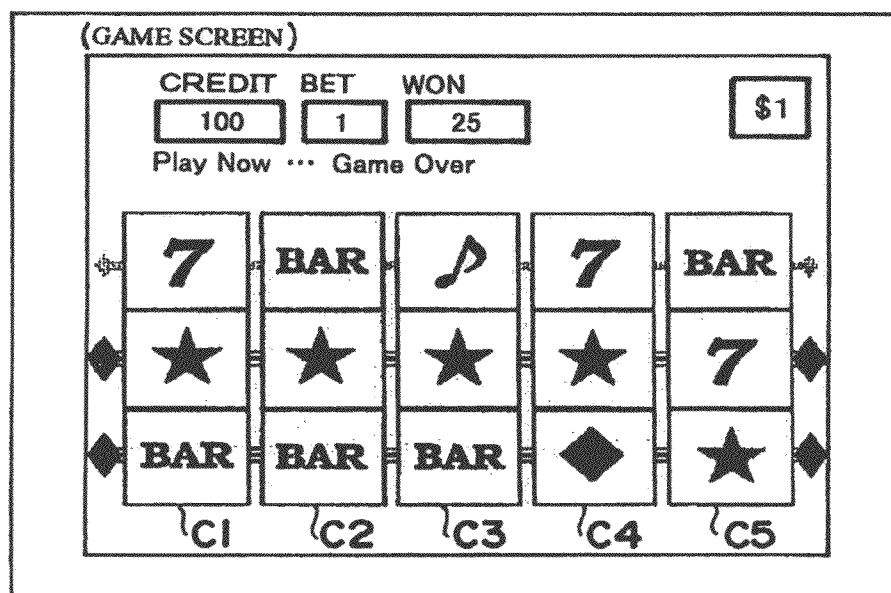 (GAME SCREEN)
CREDIT BET WON
100 1 25 $1
Play Now ··· Game Over
7 BAR 7 BAR
7
BAR BAR BAR
C1 C2 C3 C4 C5